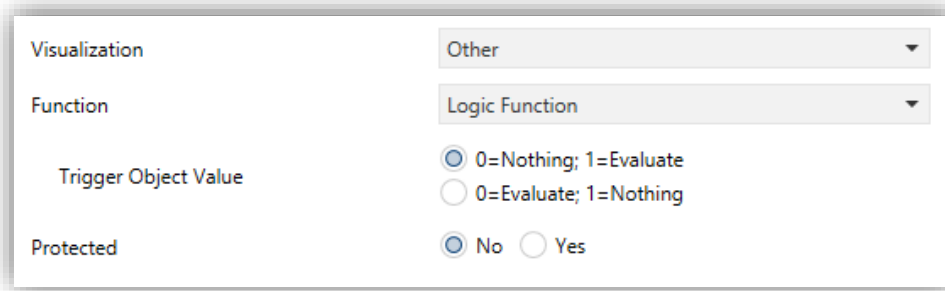 Visualization Other
Function Logic Function
Trigger Object Value
0=Nothing; 1=Evaluate
0=Evaluate; 1=Nothing
Protected No Yes